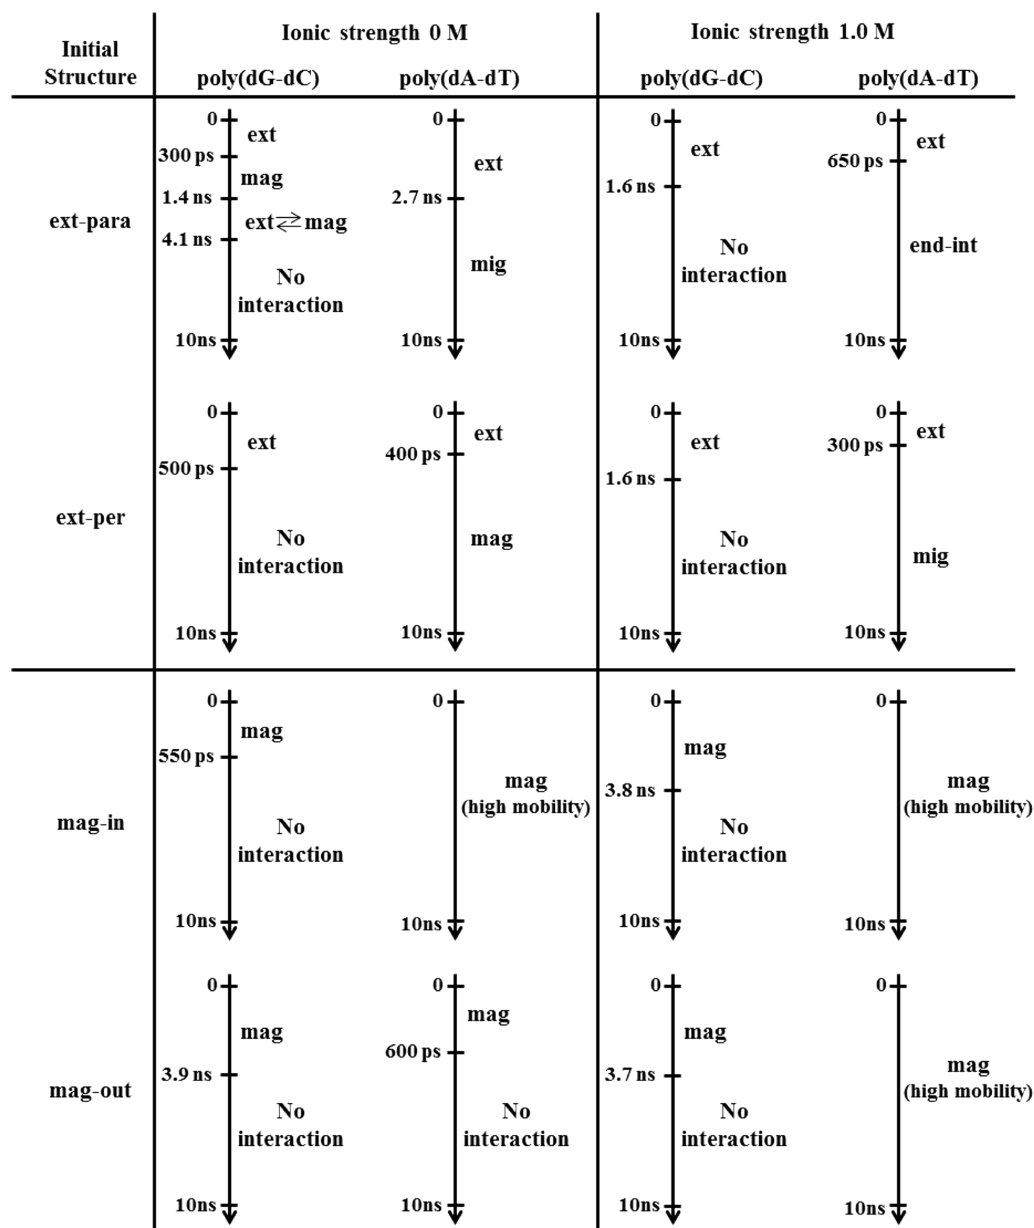 Ionic strength 0 M
Ionic strength 1.0 M
Initial
Structure
poly(dG-dC)
poly(dA-dT)
poly(dG-dC)
poly(dA-dT)
ext-para
0
ext
300 ps
mag
1.4 ns
ext⇄mag
4.1 ns
No
interaction
10ns
0
ext
2.7 ns
mig
10ns
0
ext
1.6 ns
No
interaction
10ns
0
ext
650 ps
end-int
10ns
ext-per
0
ext
500 ps
No
interaction
10ns
0
ext
400 ps
mag
10ns
0
ext
1.6 ns
No
interaction
10ns
0
ext
300 ps
mig
10ns
mag-in
0
mag
550 ps
No
interaction
10ns
0
mag
(high mobility)
10ns
0
mag
3.8 ns
No
interaction
10ns
0
mag
(high mobility)
10ns
mag-out
0
mag
3.9 ns
No
interaction
10ns
0
mag
600 ps
No
interaction
10ns
0
mag
3.7 ns
No
interaction
10ns
0
mag
(high mobility)
10ns